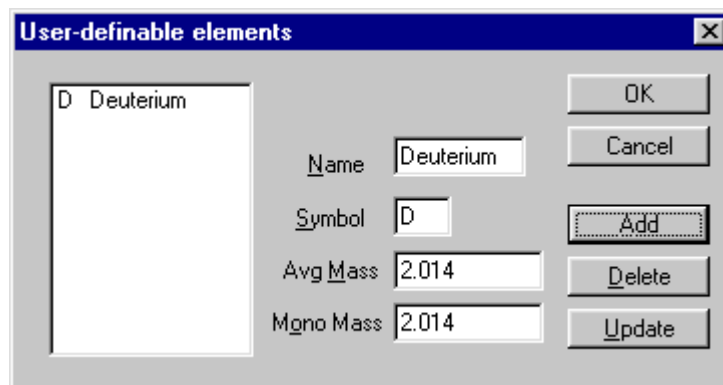 User-definable elements
D Deuterium
Name Deuterium
Symbol D
Avg Mass 2.014
Mono Mass 2.014
OK
Cancel
Add
Delete
Update